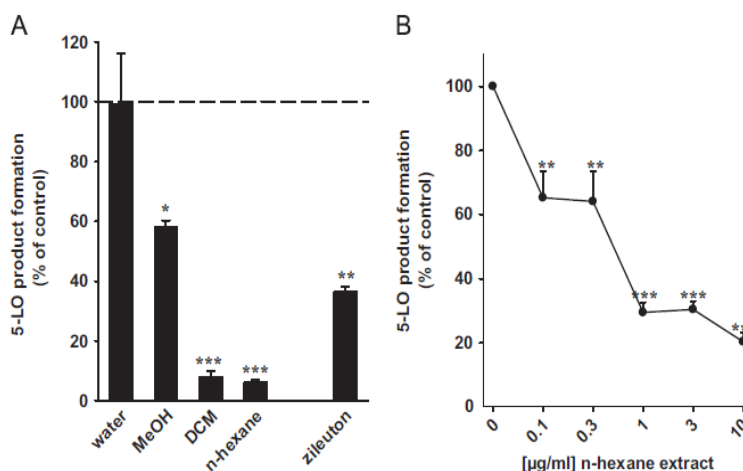 A
120
100
80
60
40
20
0
5-LO product formation
(% of control)
*
***
***
**
water
MeOH
DCM
n-hexane
zileuton
B
100
80
60
40
20
0
5-LO product formation
(% of control)
**
**
***
***
**
0
0.1
0.3
1
3
10
[µg/ml] n-hexane extract